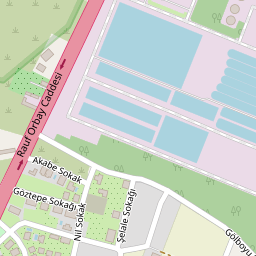 Rauf Orbay Caddesi
Akabe Sokak
Göztepe Sokağı
Nil Sokak
Şelale Sokağı
Gölboyu